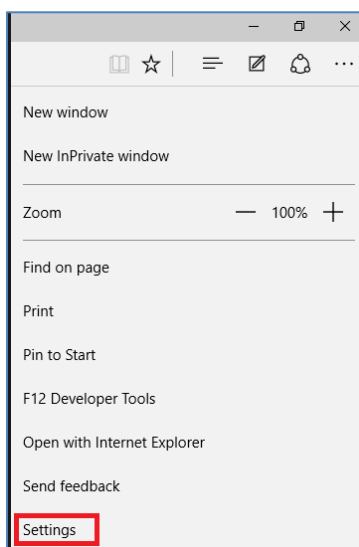 New window
New InPrivate window
Zoom 100%
Find on page
Print
Pin to Start
F12 Developer Tools
Open with Internet Explorer
Send feedback
Settings